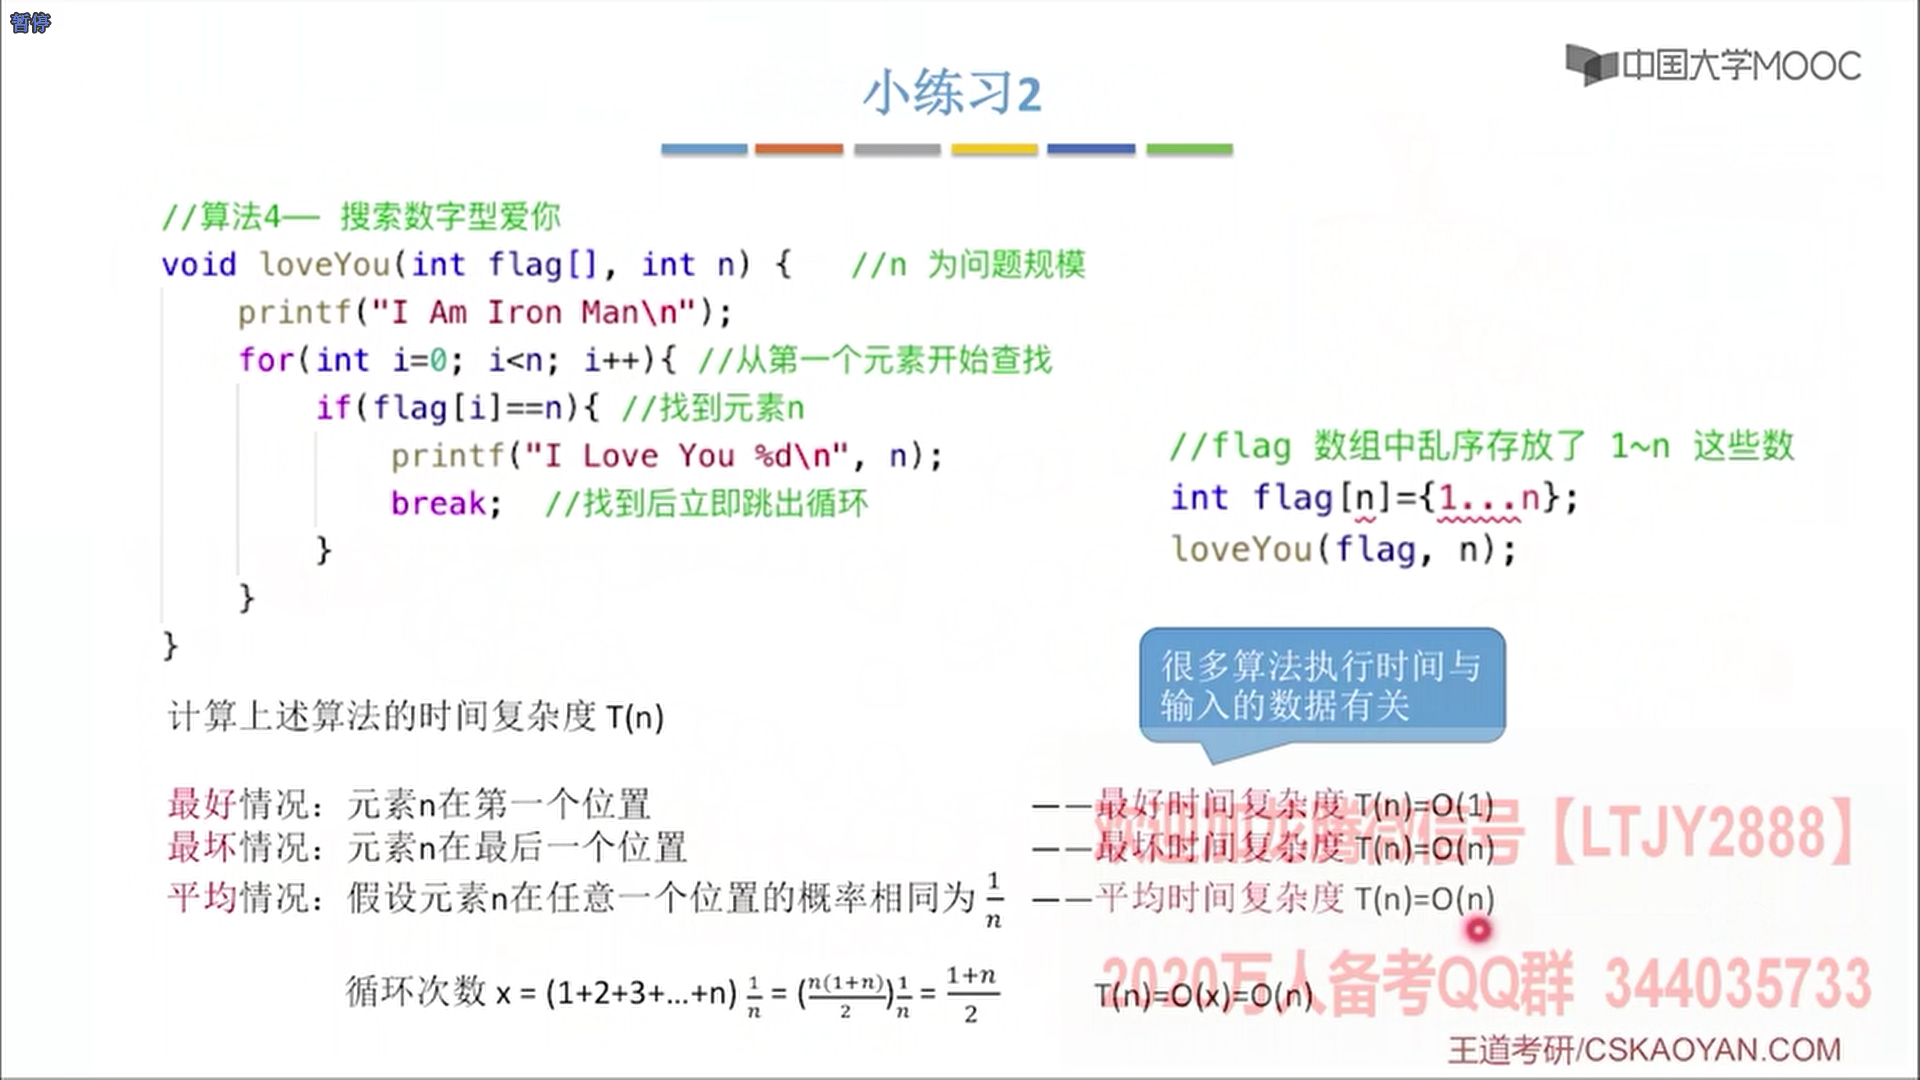 暂停
中国大学MOOC
小练习2
//算法4—— 搜索数字型爱你
void loveYou(int flag[], int n) {   //n 为问题规模
    printf("I Am Iron Man\n");
    for(int i=0; i<n; i++){ //从第一个元素开始查找
        if(flag[i]==n){ //找到元素n
            printf("I Love You %d\n", n);
            break;  //找到后立即跳出循环
        }
    }
}
//flag 数组中乱序存放了 1~n 这些数
int flag[n]={1...n};
loveYou(flag, n);
很多算法执行时间与
输入的数据有关
计算上述算法的时间复杂度 T(n)
最好情况：元素n在第一个位置 ——最好时间复杂度 T(n)=O(1)
最坏情况：元素n在最后一个位置 ——最坏时间复杂度 T(n)=O(n)
平均情况：假设元素n在任意一个位置的概率相同为 1/n ——平均时间复杂度 T(n)=O(n)
循环次数 x = (1+2+3+...+n) 1/n = (n(1+n)/2) 1/n = (1+n)/2 T(n)=O(x)=O(n)
信号【LTJY2888】
2020万人备考QQ群 344035733
王道考研/CSKAOYAN.COM